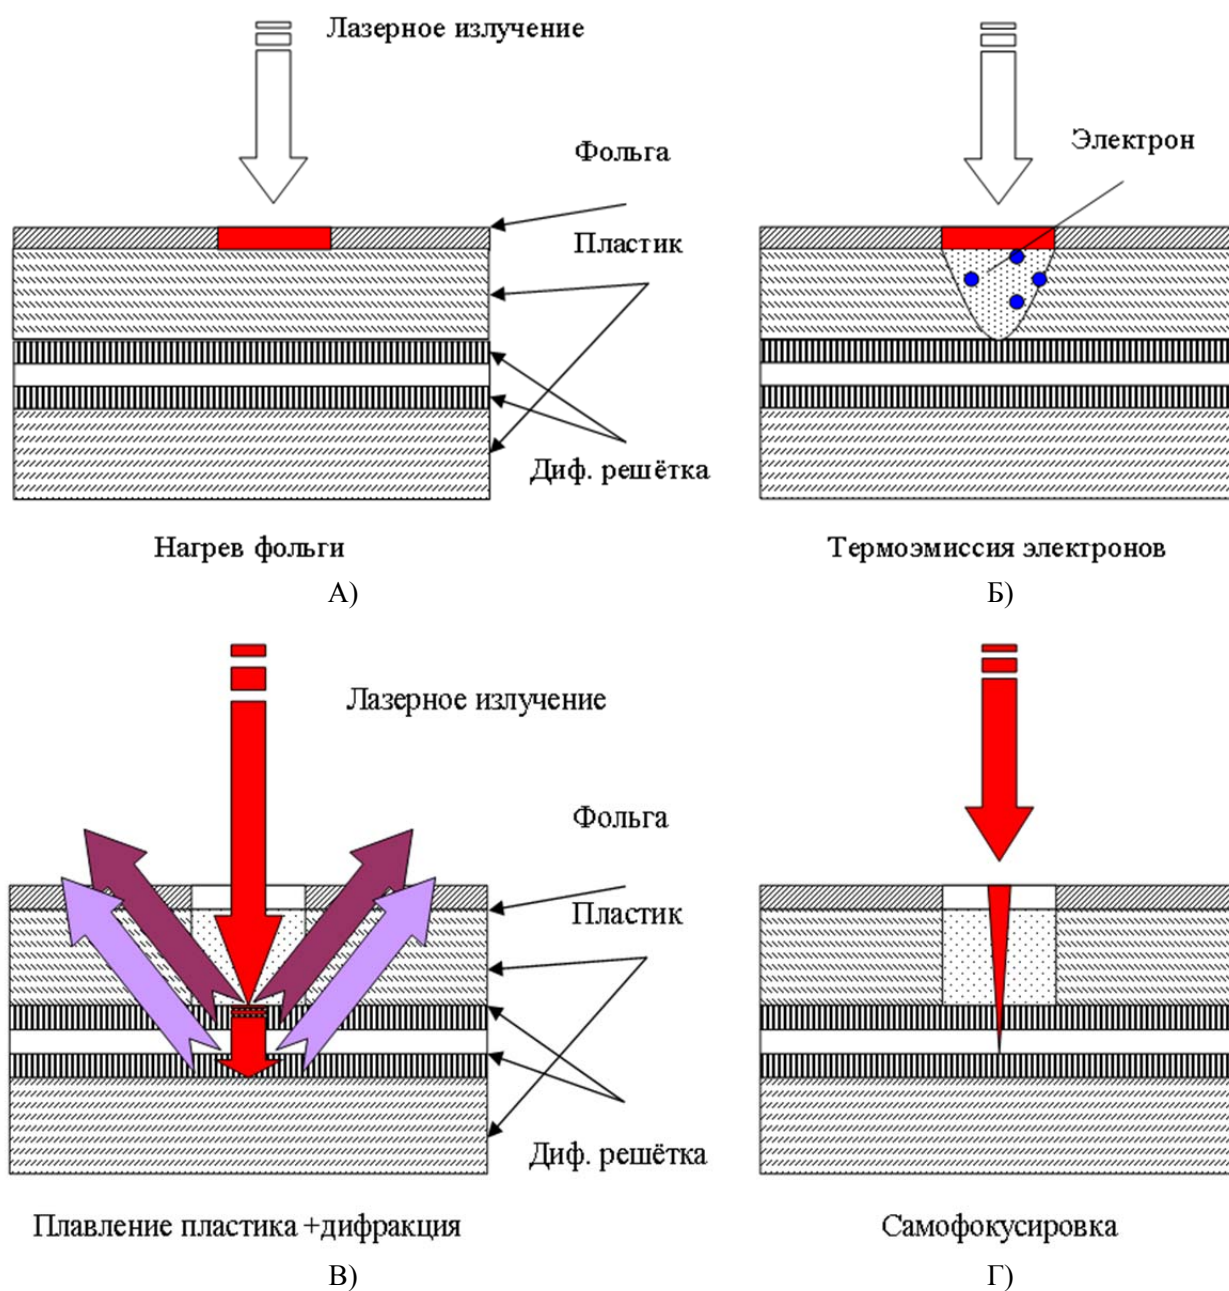 Лазерное излучение
Фольга
Пластик
Диф. решётка
Нагрев фольги
А)
Электрон
Термоэмиссия электронов
Б)
Лазерное излучение
Фольга
Пластик
Диф. решётка
Плавление пластика +дифракция
В)
Самофокусировка
Г)